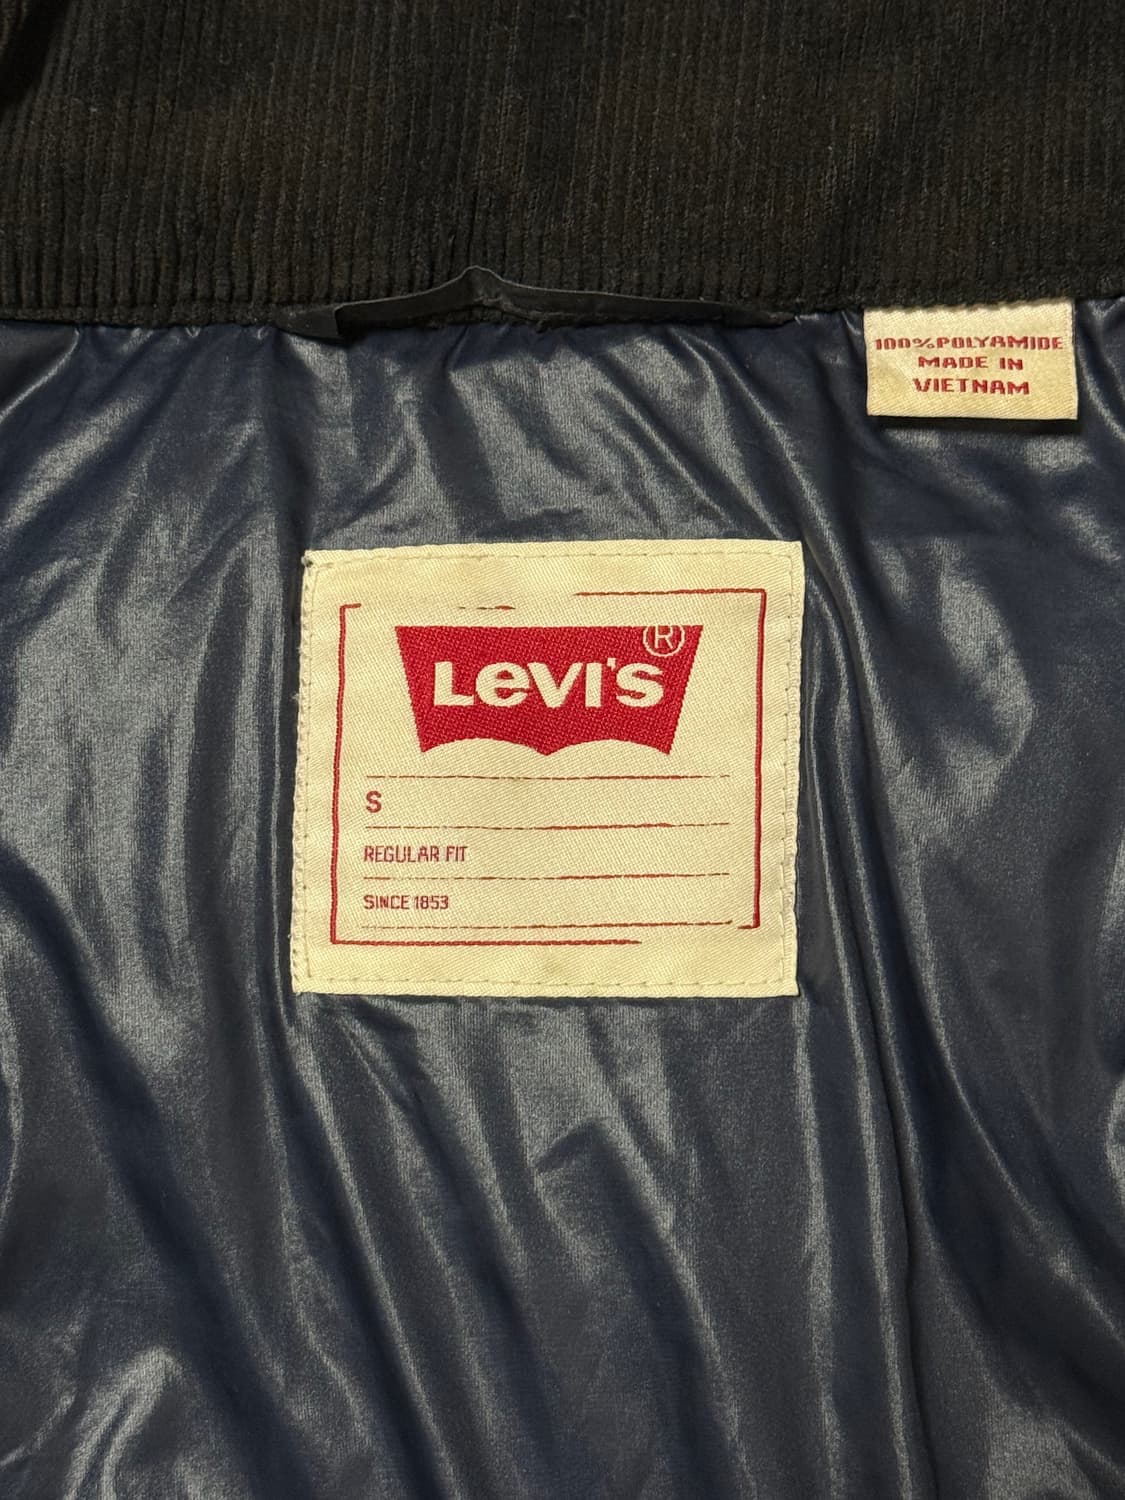 100% POLYAMIDE
MADE IN
VIETNAM
Levi's®
S
REGULAR FIT
SINCE 1853